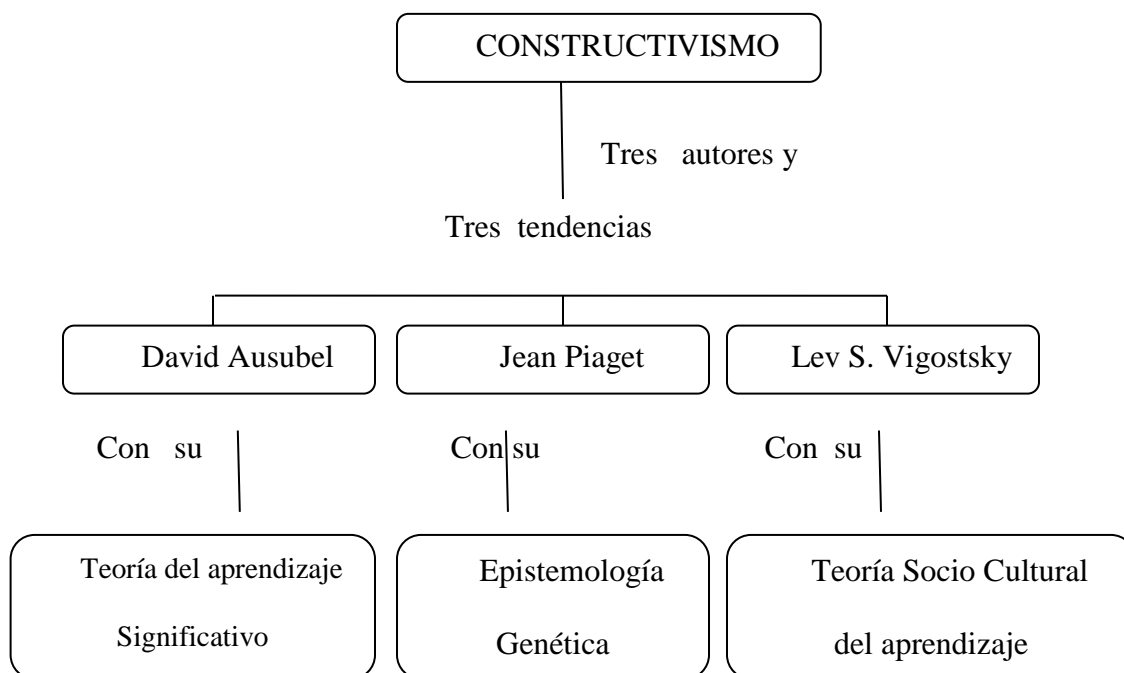 CONSTRUCTIVISMO
Tres autores y
Tres tendencias
David Ausubel
Jean Piaget
Lev S. Vigostsky
Con su
Con su
Con su
Teoría del aprendizaje
Significativo
Epistemología
Genética
Teoría Socio Cultural
del aprendizaje